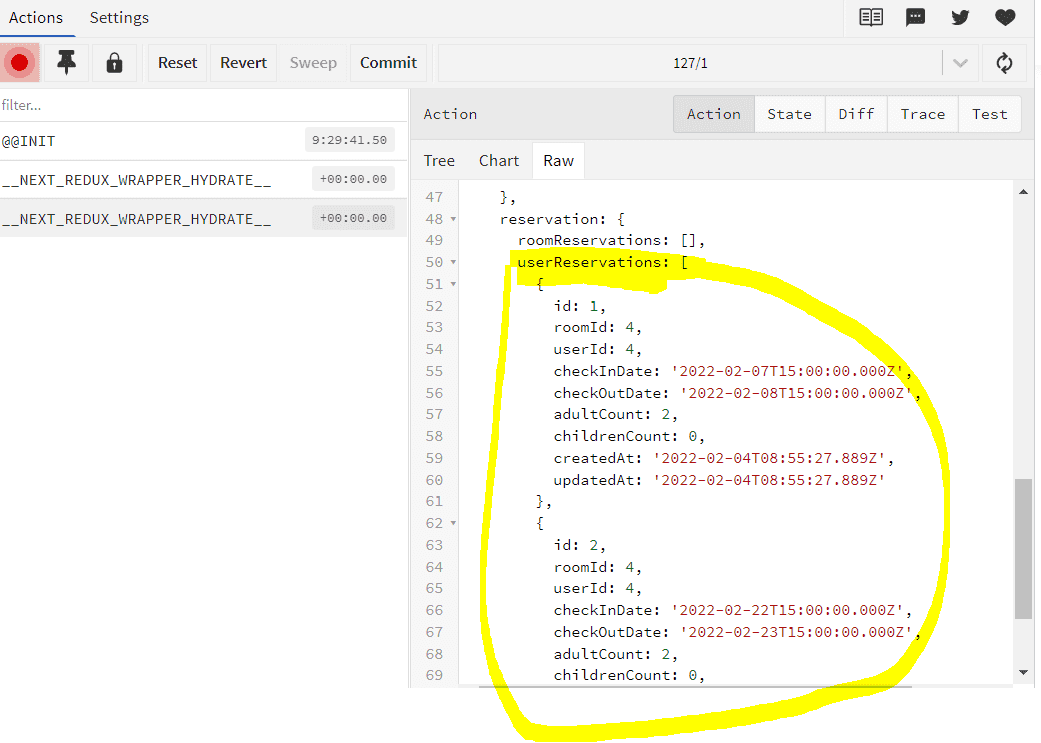 Actions Settings
Reset Revert Sweep Commit 127/1
filter...
@@INIT 9:29:41.50
__NEXT_REDUX_WRAPPER_HYDRATE__ +00:00.00
__NEXT_REDUX_WRAPPER_HYDRATE__ +00:00.00
Action Action State Diff Trace Test
Tree Chart Raw
47 },
48 reservation: {
49 roomReservations: [],
50 userReservations: [
51 {
52 id: 1,
53 roomId: 4,
54 userId: 4,
55 checkInDate: '2022-02-07T15:00:00.000Z',
56 checkOutDate: '2022-02-08T15:00:00.000Z',
57 adultCount: 2,
58 childrenCount: 0,
59 createdAt: '2022-02-04T08:55:27.889Z',
60 updatedAt: '2022-02-04T08:55:27.889Z'
61 },
62 {
63 id: 2,
64 roomId: 4,
65 userId: 4,
66 checkInDate: '2022-02-22T15:00:00.000Z',
67 checkOutDate: '2022-02-23T15:00:00.000Z',
68 adultCount: 2,
69 childrenCount: 0,